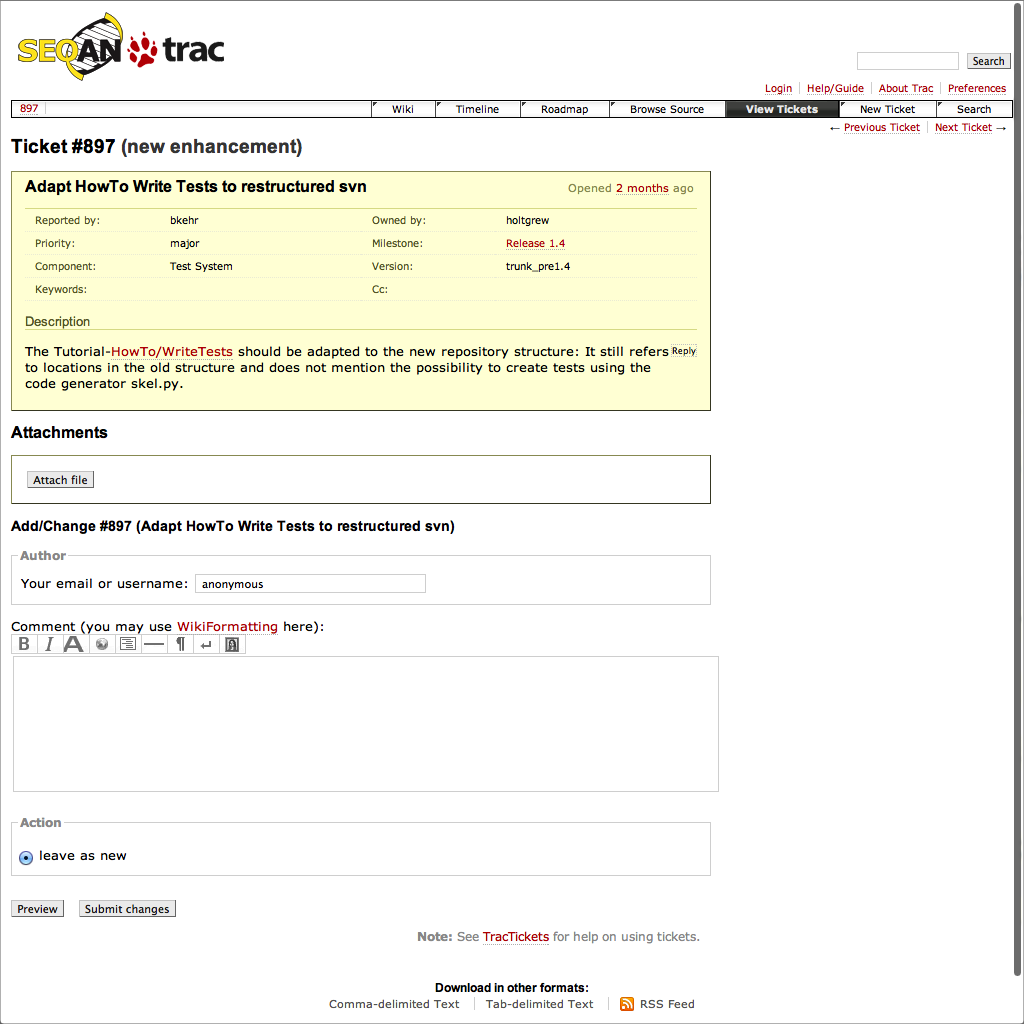 SEQAN trac
Search
Login Help/Guide About Trac Preferences
897 Wiki Timeline Roadmap Browse Source View Tickets New Ticket Search
← Previous Ticket Next Ticket →
Ticket #897 (new enhancement)
Adapt HowTo Write Tests to restructured svn Opened 2 months ago
Reported by: bkehr Owned by: holtgrew
Priority: major Milestone: Release 1.4
Component: Test System Version: trunk_pre1.4
Keywords: Cc:
Description
The Tutorial-HowTo/WriteTests should be adapted to the new repository structure: It still refers Reply
to locations in the old structure and does not mention the possibility to create tests using the
code generator skel.py.
Attachments
Attach file
Add/Change #897 (Adapt HowTo Write Tests to restructured svn)
Author
Your email or username: anonymous
Comment (you may use WikiFormatting here):
B I A ¶ ↵
Action
leave as new
Preview Submit changes
Note: See TracTickets for help on using tickets.
Download in other formats:
Comma-delimited Text Tab-delimited Text RSS Feed